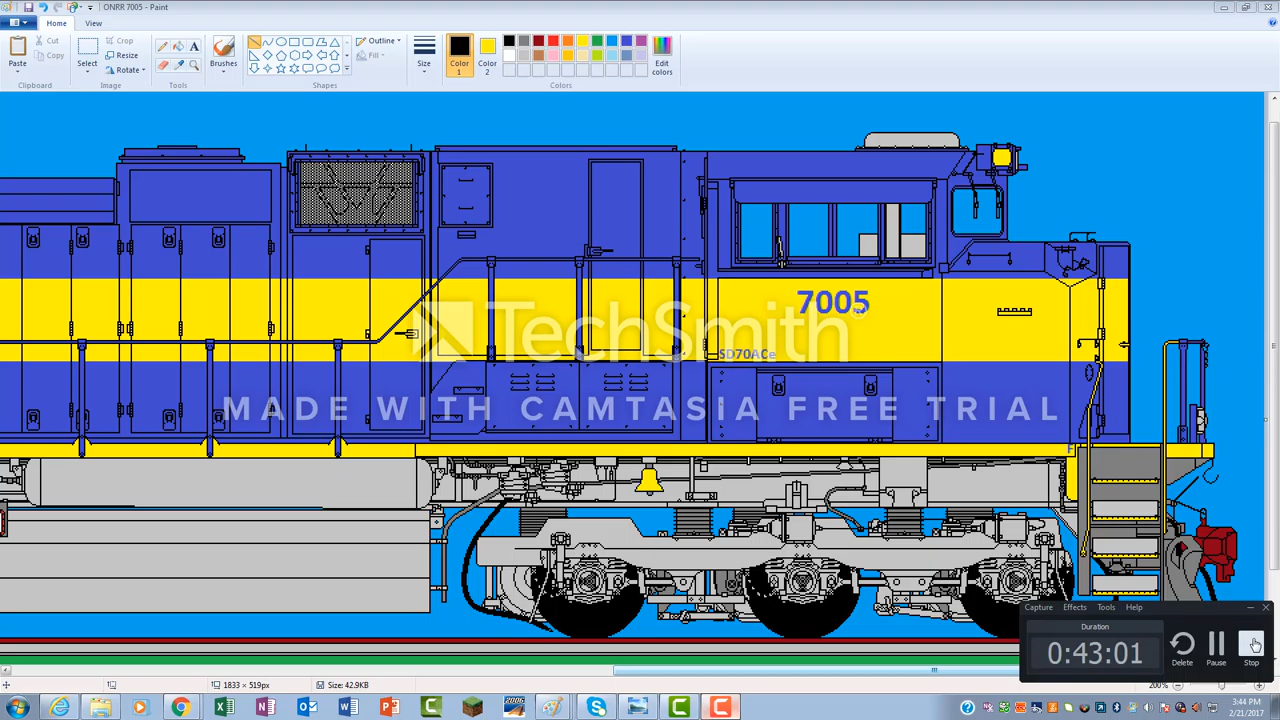 ONRR 7005 - Paint
Home
View
Paste
Cut
Copy
Clipboard
Select
Crop
Resize
Rotate
Image
A
Tools
Brushes
Shapes
Outline
Fill
Size
Color 1
Color 2
Edit colors
Colors
7005
SD70ACe
F
TechSmith
MADE WITH CAMTASIA FREE TRIAL
Capture Effects Tools Help
Duration
0:43:01
Delete Pause Stop
1833 × 519px
Size: 42.9KB
200%
2006
3:44 PM
2/21/2017